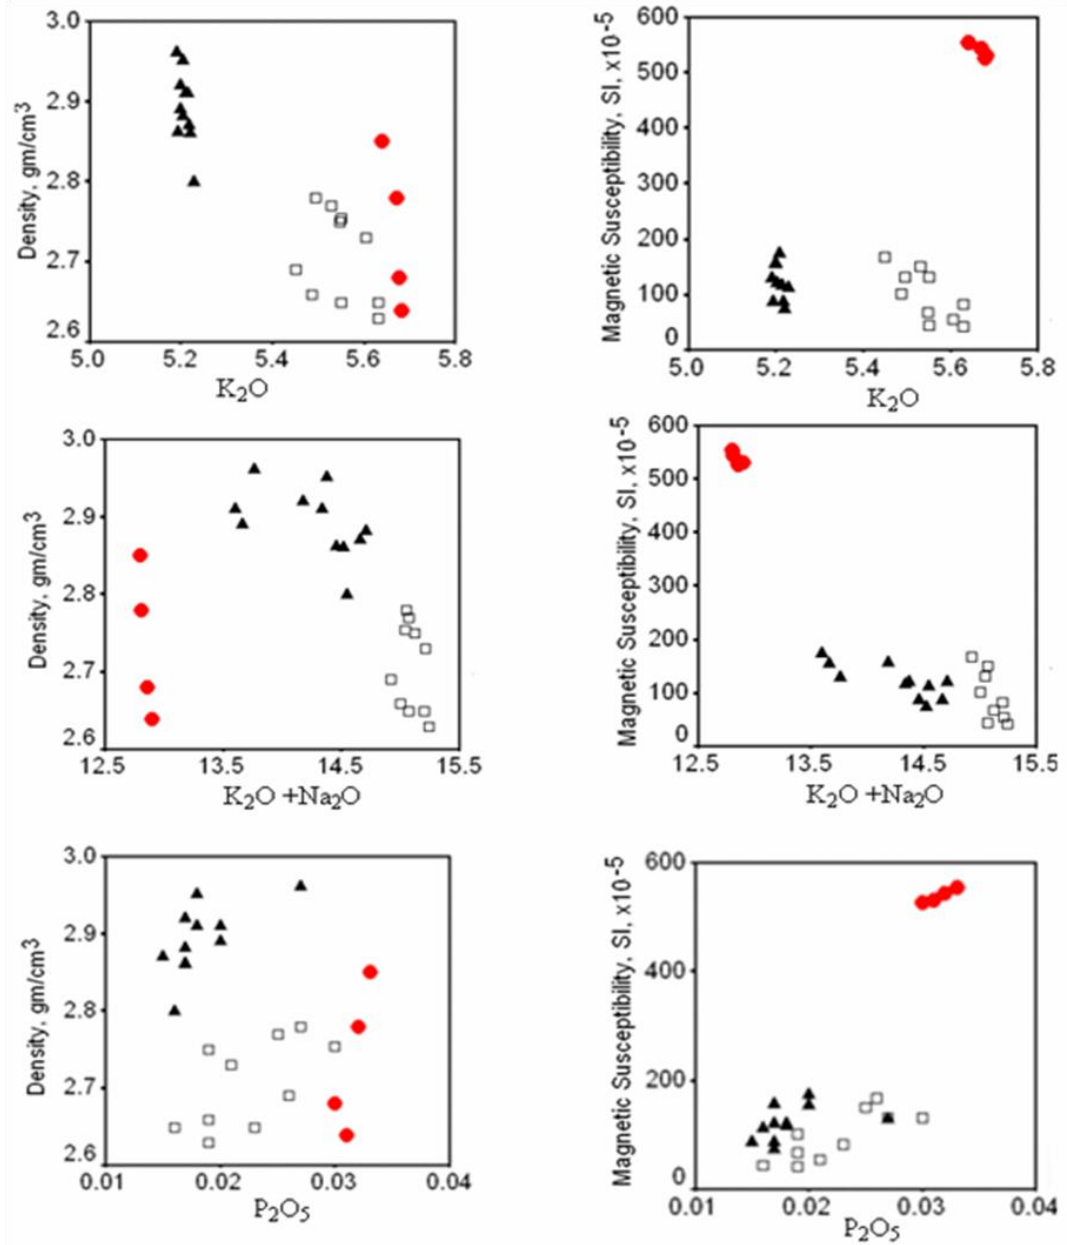 Density, gm/cm3
3.0
2.9
2.8
2.7
2.6
5.0 5.2 5.4 5.6 5.8
K2O
Magnetic Susceptibility, SI, x10-5
600
500
400
300
200
100
0
5.0 5.2 5.4 5.6 5.8
K2O
Density, gm/cm3
3.0
2.9
2.8
2.7
2.6
12.5 13.5 14.5 15.5
K2O +Na2O
Magnetic Susceptibility, SI, x10-5
600
500
400
300
200
100
0
12.5 13.5 14.5 15.5
K2O +Na2O
Density, gm/cm3
3.0
2.9
2.8
2.7
2.6
0.01 0.02 0.03 0.04
P2O5
Magnetic Susceptibility, SI, x10-5
600
400
200
0
0.01 0.02 0.03 0.04
P2O5